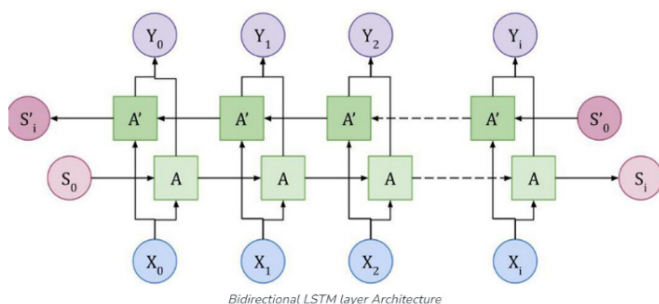 Y₀ Y₁ Y₂ Yᵢ
S'ᵢ A' A' A' A' S'₀
S₀ A A A A Sᵢ
X₀ X₁ X₂ Xᵢ
Bidirectional LSTM layer Architecture